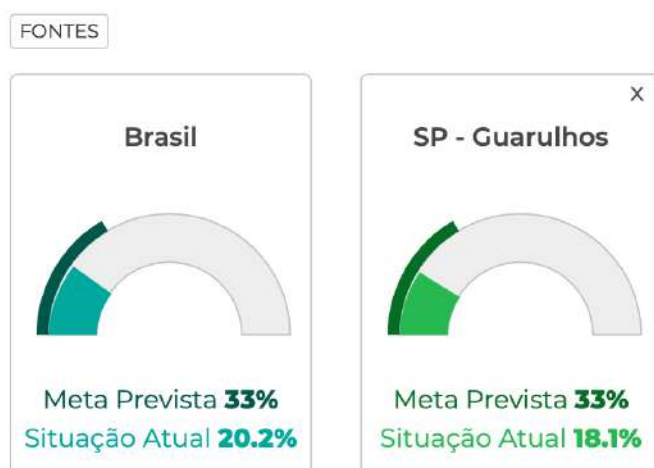 FONTES
Brasil
Meta Prevista 33%
Situação Atual 20.2%
X
SP - Guarulhos
Meta Prevista 33%
Situação Atual 18.1%